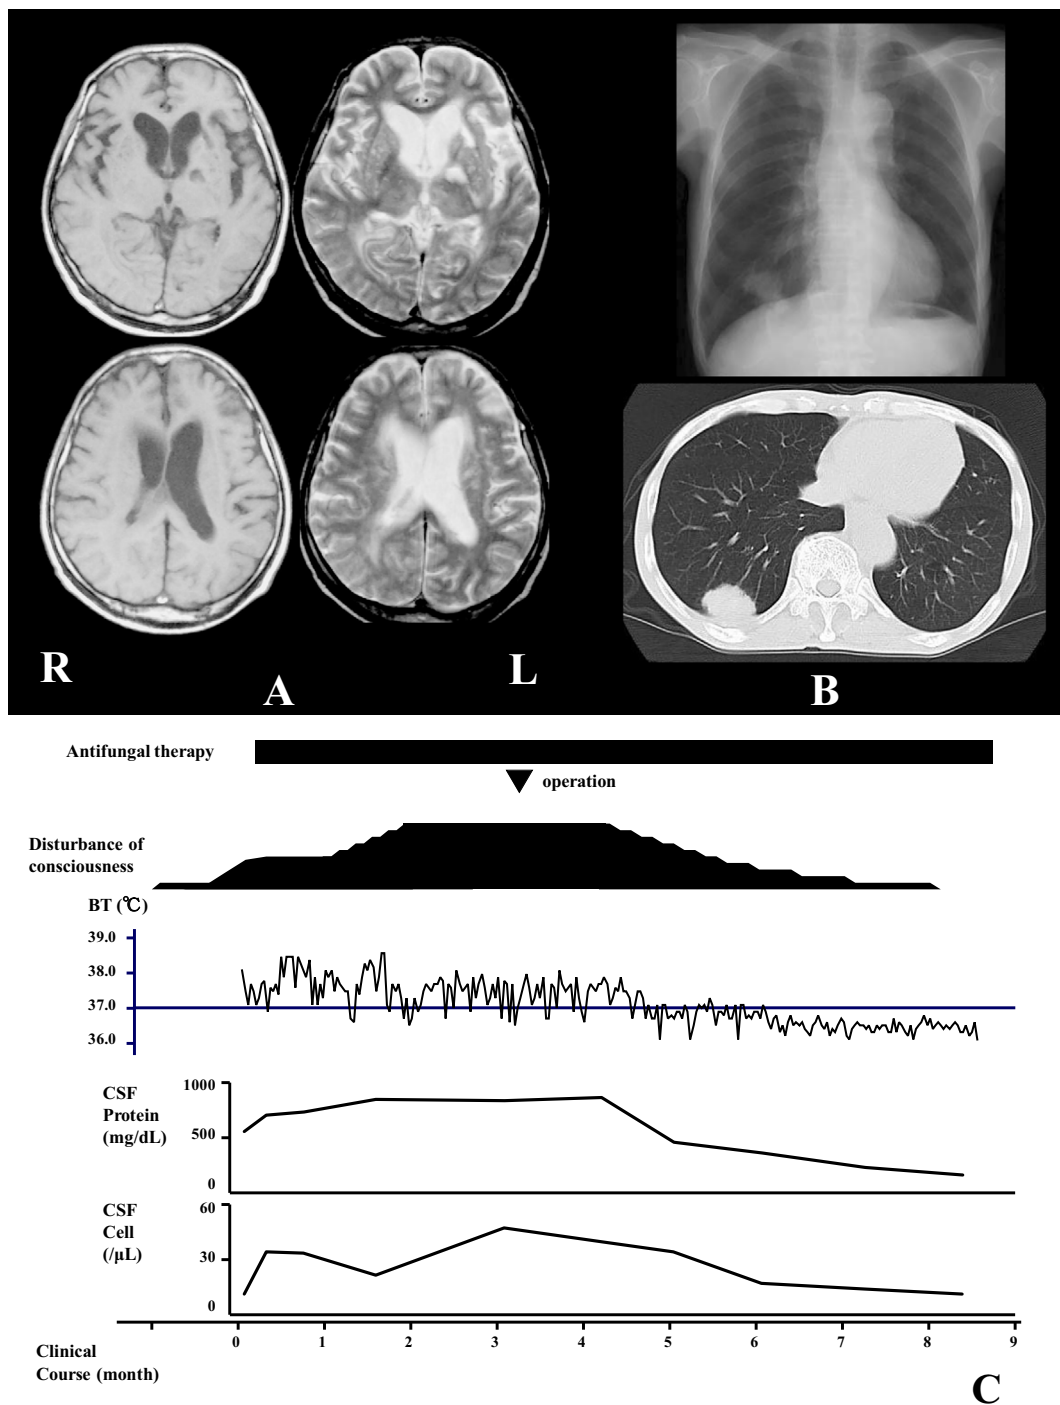 R
L
A
B
Antifungal therapy
operation
Disturbance of
consciousness
BT (℃)
39.0
38.0
37.0
36.0
CSF
Protein
(mg/dL)
1000
500
0
CSF
Cell
(/μL)
60
30
0
0 1 2 3 4 5 6 7 8 9
Clinical
Course (month)
C